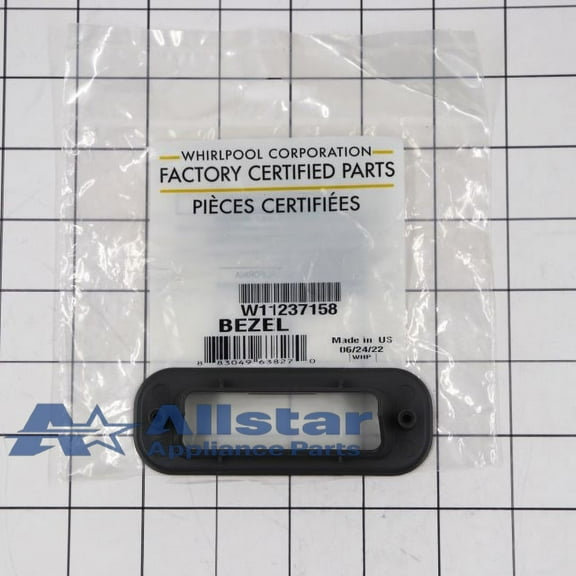 WHIRLPOOL CORPORATION
FACTORY CERTIFIED PARTS
PIÈCES CERTIFIÉES
W11237158
BEZEL
Made in US
06/24/22
WHP
8 83049 63827 0
Allstar
Appliance Parts